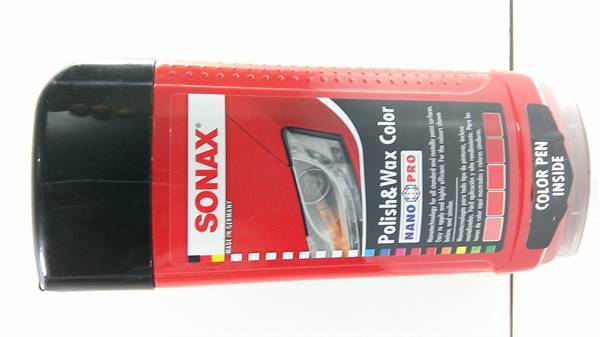 SONAX®
MADE IN GERMANY
Polish&Wax Color
NANO PRO
Nanotechnology for all standard and metallic paint surfaces.
Easy to apply and highly efficient. For the colours shown
below, and similar.
Nanotecnología para todo tipo de pinturas, incluso
metalizadas. Fácil aplicación y alto rendimiento. Para los
tonos de color aquí mostrados y colores similares.
COLOR PEN
INSIDE